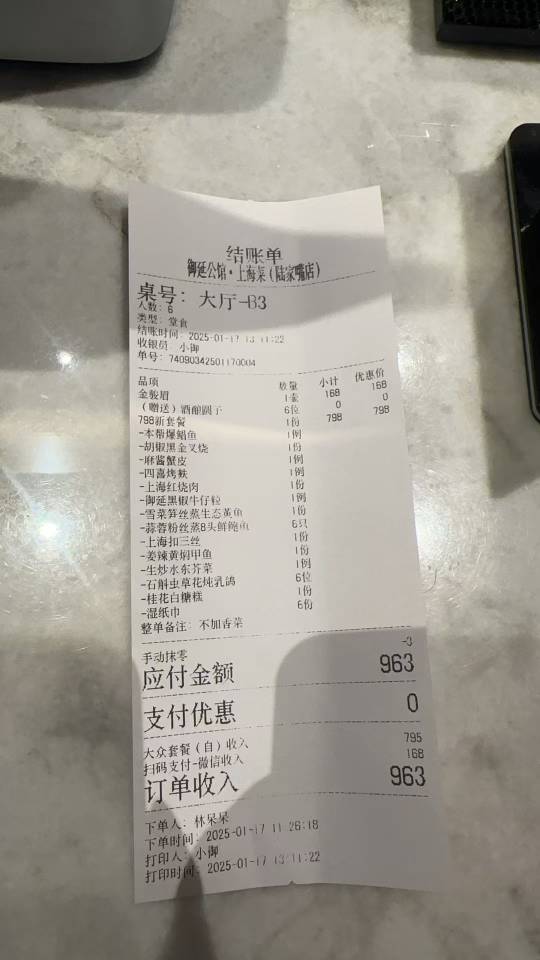 结账单
御延公馆·上海菜(陆家嘴店)
桌号: 大厅-B3
人数: 6
类型: 堂食
结账时间: 2025-01-17 13:11:22
收银员: 小御
单号: 74090342501170004
品项 数量 小计 优惠价
金骏眉 1壶 168 168
(赠送)酒酿圆子 6位 0 0
798新套餐 1份 798 798
-本帮爆鲳鱼 1例
-胡椒黑金叉烧 1份
-麻酱蟹皮 1例
-四喜烤麸 1例
-上海红烧肉 1份
-御延黑椒牛仔粒 1例
-雪菜笋丝蒸生态黄鱼 1份
-蒜蓉粉丝蒸8头鲜鲍鱼 6只
-上海扣三丝 1份
-姜辣黄焖甲鱼 1份
-生炒水东芥菜 1例
-石斛虫草花炖乳鸽 6位
-桂花白糖糕 1份
-湿纸巾 6份
整单备注: 不加香菜
手动抹零 -3
应付金额 963
支付优惠 0
大众套餐(自)收入 795
扫码支付-微信收入 168
订单收入 963
下单人: 林呆呆
下单时间: 2025-01-17 11:26:18
打印人: 小御
打印时间: 2025-01-17 13:11:22